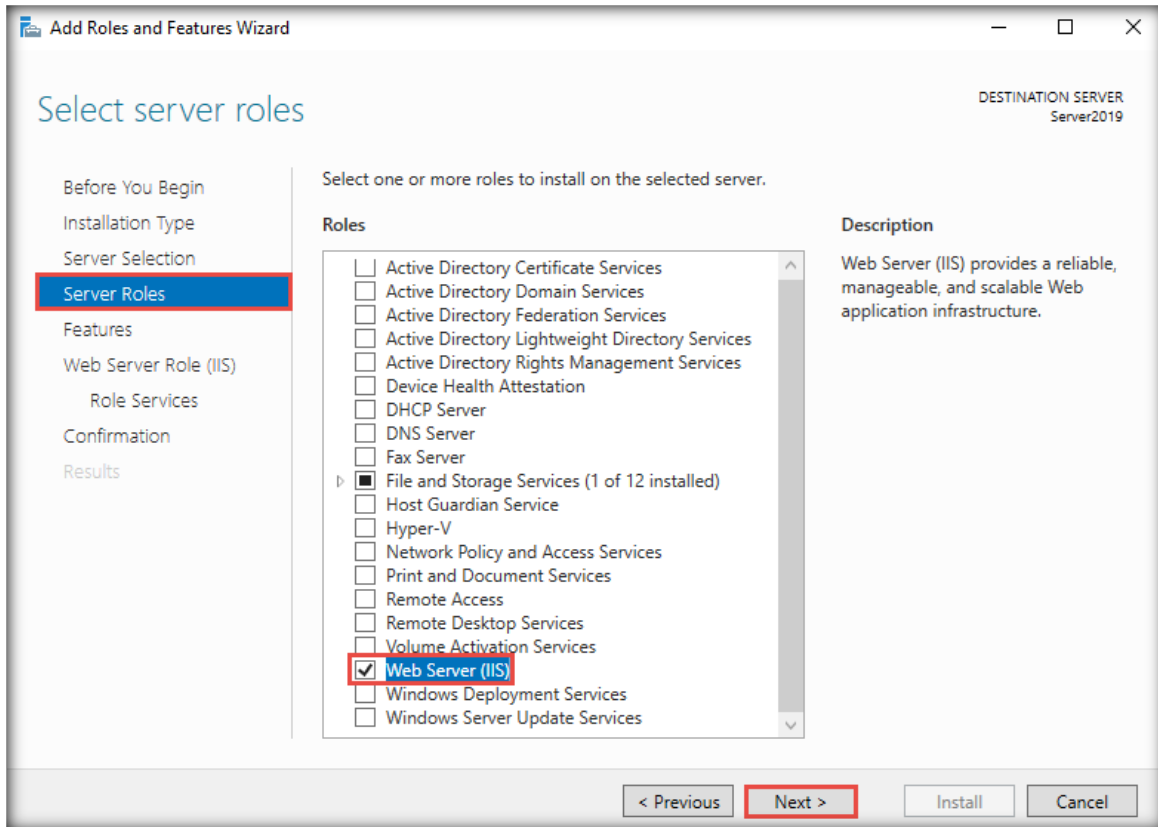 Add Roles and Features Wizard
Select server roles
DESTINATION SERVER
Server2019
Before You Begin
Installation Type
Server Selection
Server Roles
Features
Web Server Role (IIS)
Role Services
Confirmation
Results
Select one or more roles to install on the selected server.
Roles
Active Directory Certificate Services
Active Directory Domain Services
Active Directory Federation Services
Active Directory Lightweight Directory Services
Active Directory Rights Management Services
Device Health Attestation
DHCP Server
DNS Server
Fax Server
File and Storage Services (1 of 12 installed)
Host Guardian Service
Hyper-V
Network Policy and Access Services
Print and Document Services
Remote Access
Remote Desktop Services
Volume Activation Services
Web Server (IIS)
Windows Deployment Services
Windows Server Update Services
Description
Web Server (IIS) provides a reliable,
manageable, and scalable Web
application infrastructure.
< Previous
Next >
Install
Cancel